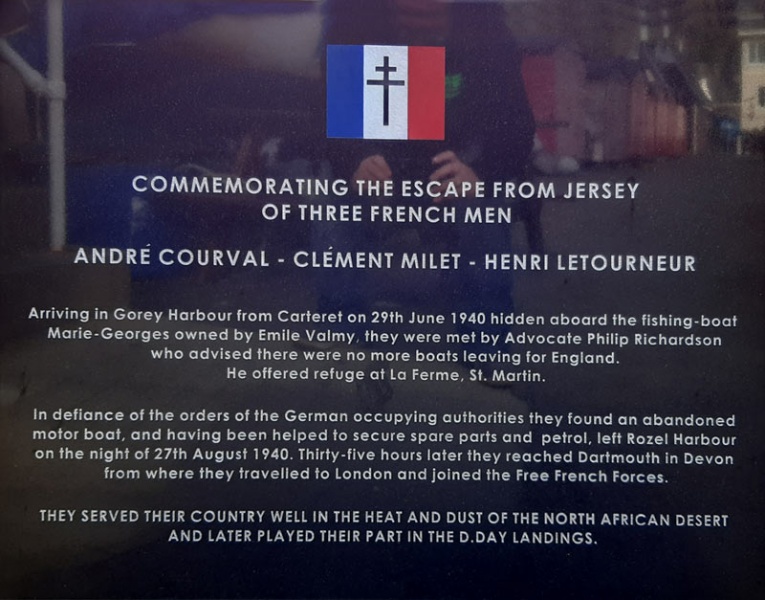 COMMEMORATING THE ESCAPE FROM JERSEY
OF THREE FRENCH MEN
ANDRÉ COURVAL - CLÉMENT MILET - HENRI LETOURNEUR
Arriving in Gorey Harbour from Carteret on 29th June 1940 hidden aboard the fishing-boat
Marie-Georges owned by Emile Valmy, they were met by Advocate Philip Richardson
who advised there were no more boats leaving for England.
He offered refuge at La Ferme, St. Martin.
In defiance of the orders of the German occupying authorities they found an abandoned
motor boat, and having been helped to secure spare parts and petrol, left Rozel Harbour
on the night of 27th August 1940. Thirty-five hours later they reached Dartmouth in Devon
from where they travelled to London and joined the Free French Forces.
THEY SERVED THEIR COUNTRY WELL IN THE HEAT AND DUST OF THE NORTH AFRICAN DESERT
AND LATER PLAYED THEIR PART IN THE D.DAY LANDINGS.